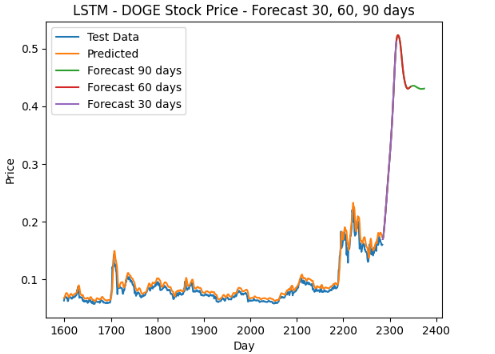 LSTM - DOGE Stock Price - Forecast 30, 60, 90 days
Test Data
Predicted
Forecast 90 days
Forecast 60 days
Forecast 30 days
Price
0.5
0.4
0.3
0.2
0.1
1600 1700 1800 1900 2000 2100 2200 2300 2400
Day